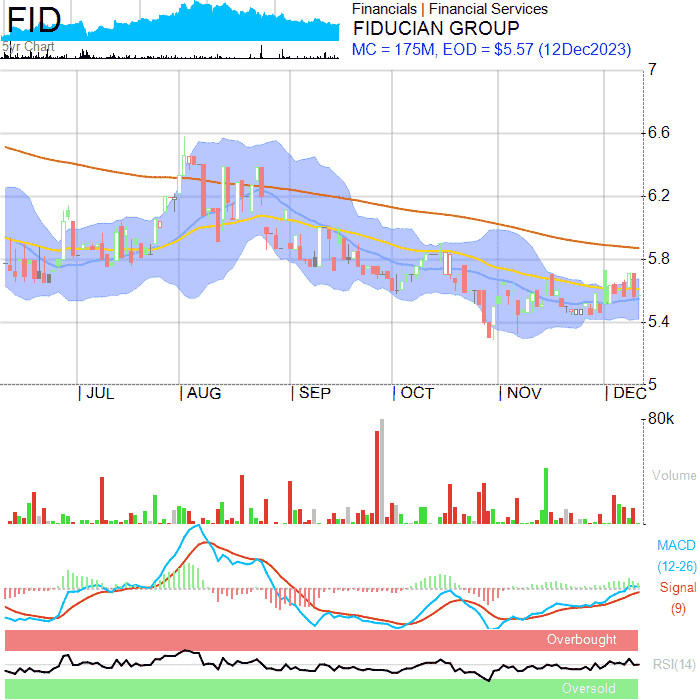 FID
5yr Chart
Financials | Financial Services
FIDUCIAN GROUP
MC = 175M, EOD = $5.57 (12Dec2023)
7
6.6
6.2
5.8
5.4
5
| JUL | AUG | SEP | OCT | NOV | DEC
80k
Volume
MACD
(12-26)
Signal
(9)
Overbought
RSI(14)
Oversold